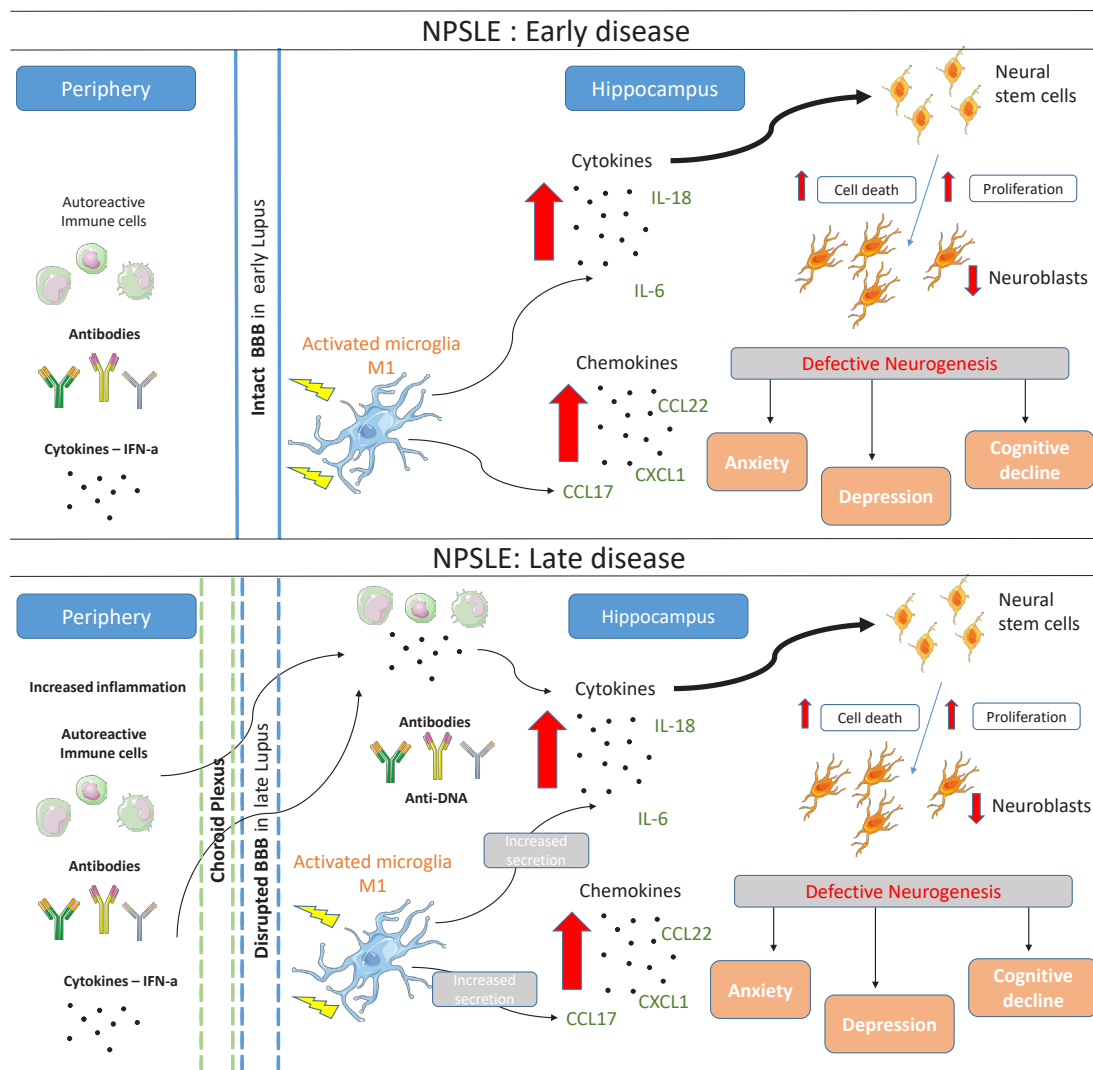 NPSLE : Early disease
Periphery
Autoreactive
Immune cells
Antibodies
Cytokines – IFN-a
Intact BBB in early Lupus
Activated microglia
M1
Hippocampus
Cytokines
IL-18
IL-6
Chemokines
CCL22
CXCL1
CCL17
Neural
stem cells
Cell death
Proliferation
Neuroblasts
Defective Neurogenesis
Anxiety
Depression
Cognitive
decline
NPSLE: Late disease
Periphery
Increased inflammation
Autoreactive
Immune cells
Antibodies
Cytokines – IFN-a
Choroid Plexus
Disrupted BBB in late Lupus
Antibodies
Anti-DNA
Activated microglia
M1
Increased
secretion
Increased
secretion
Hippocampus
Cytokines
IL-18
IL-6
Chemokines
CCL22
CXCL1
CCL17
Neural
stem cells
Cell death
Proliferation
Neuroblasts
Defective Neurogenesis
Anxiety
Depression
Cognitive
decline